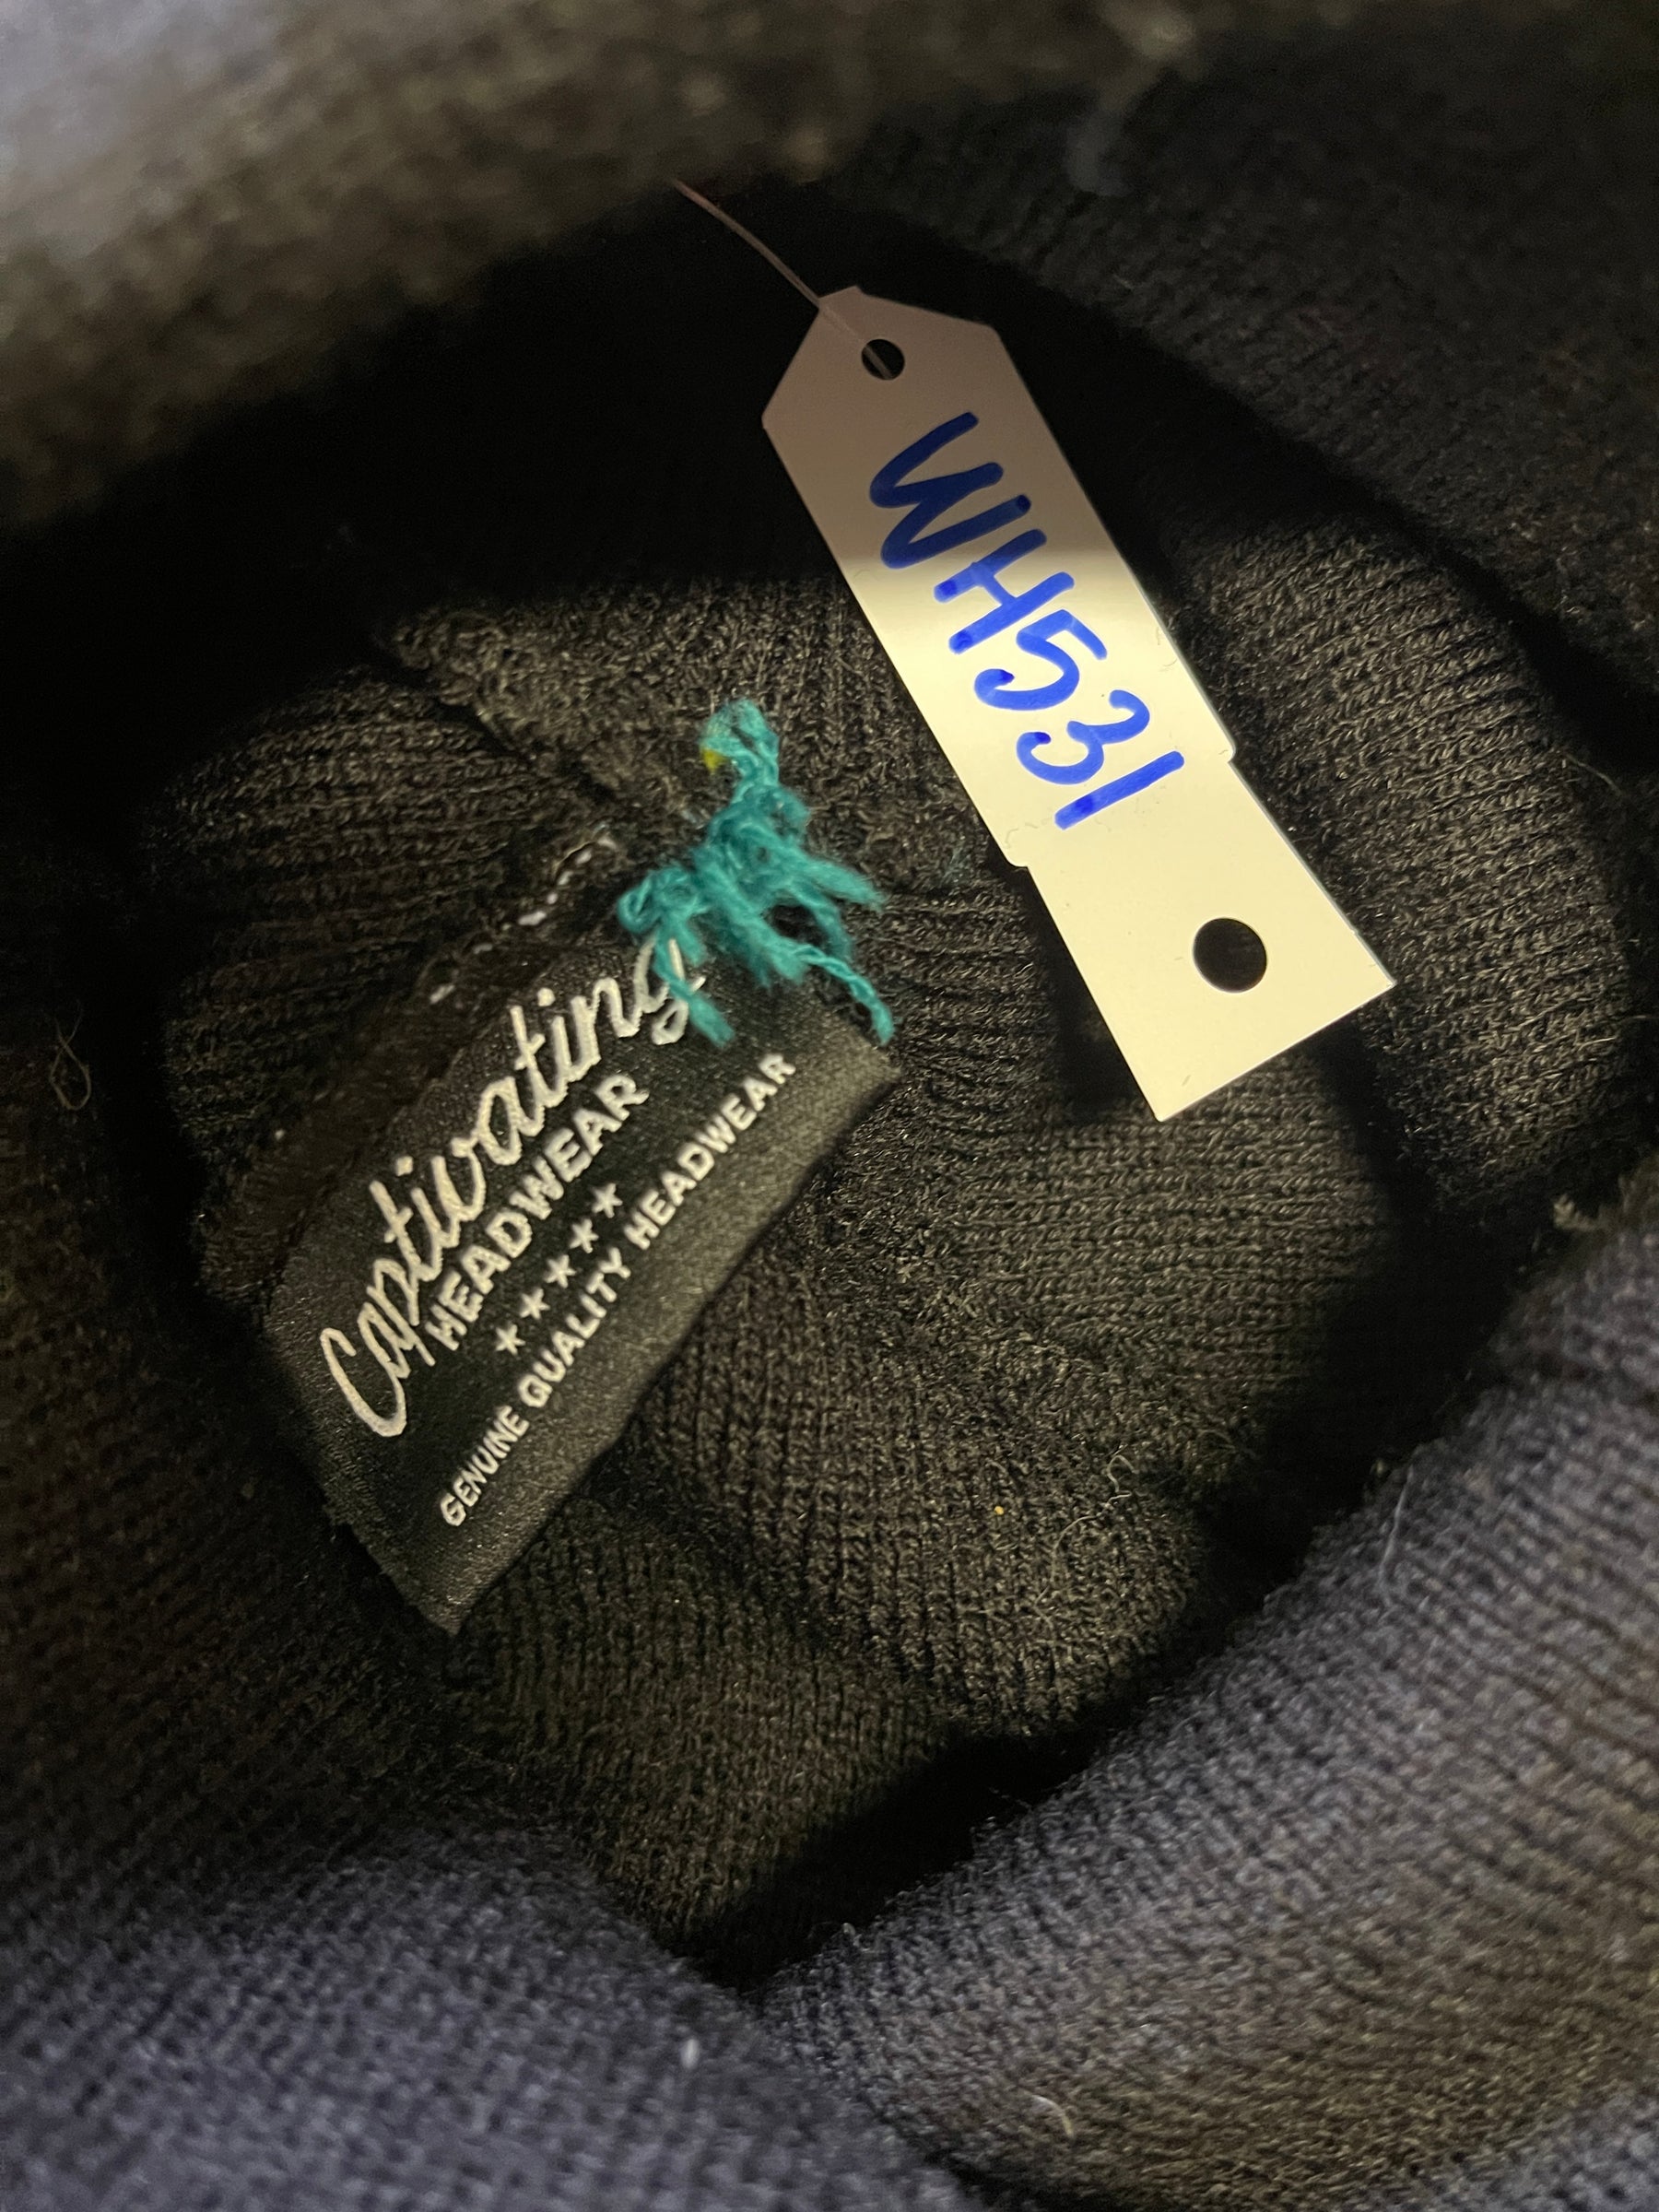 WH531
Captivating
HEADWEAR
★★★★★
GENUINE QUALITY HEADWEAR